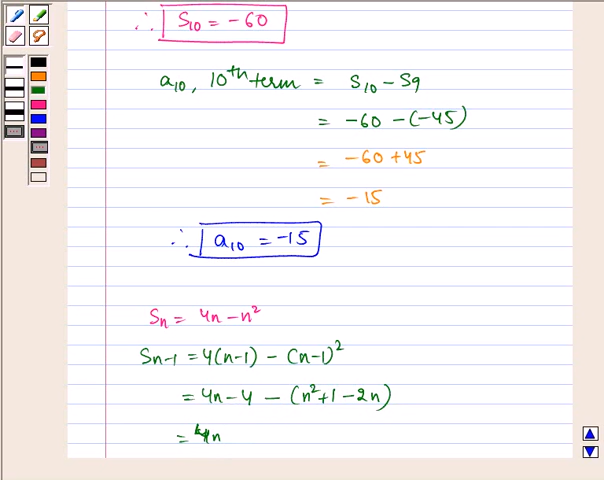 ∴ S₁₀ = -60
a₁₀, 10ᵗʰ term = S₁₀ - S₉
= -60 - (-45)
= -60 + 45
= -15
∴ a₁₀ = -15
Sn = 4n - n²
Sn-1 = 4(n-1) - (n-1)²
= 4n - 4 - (n² + 1 - 2n)
= 4n